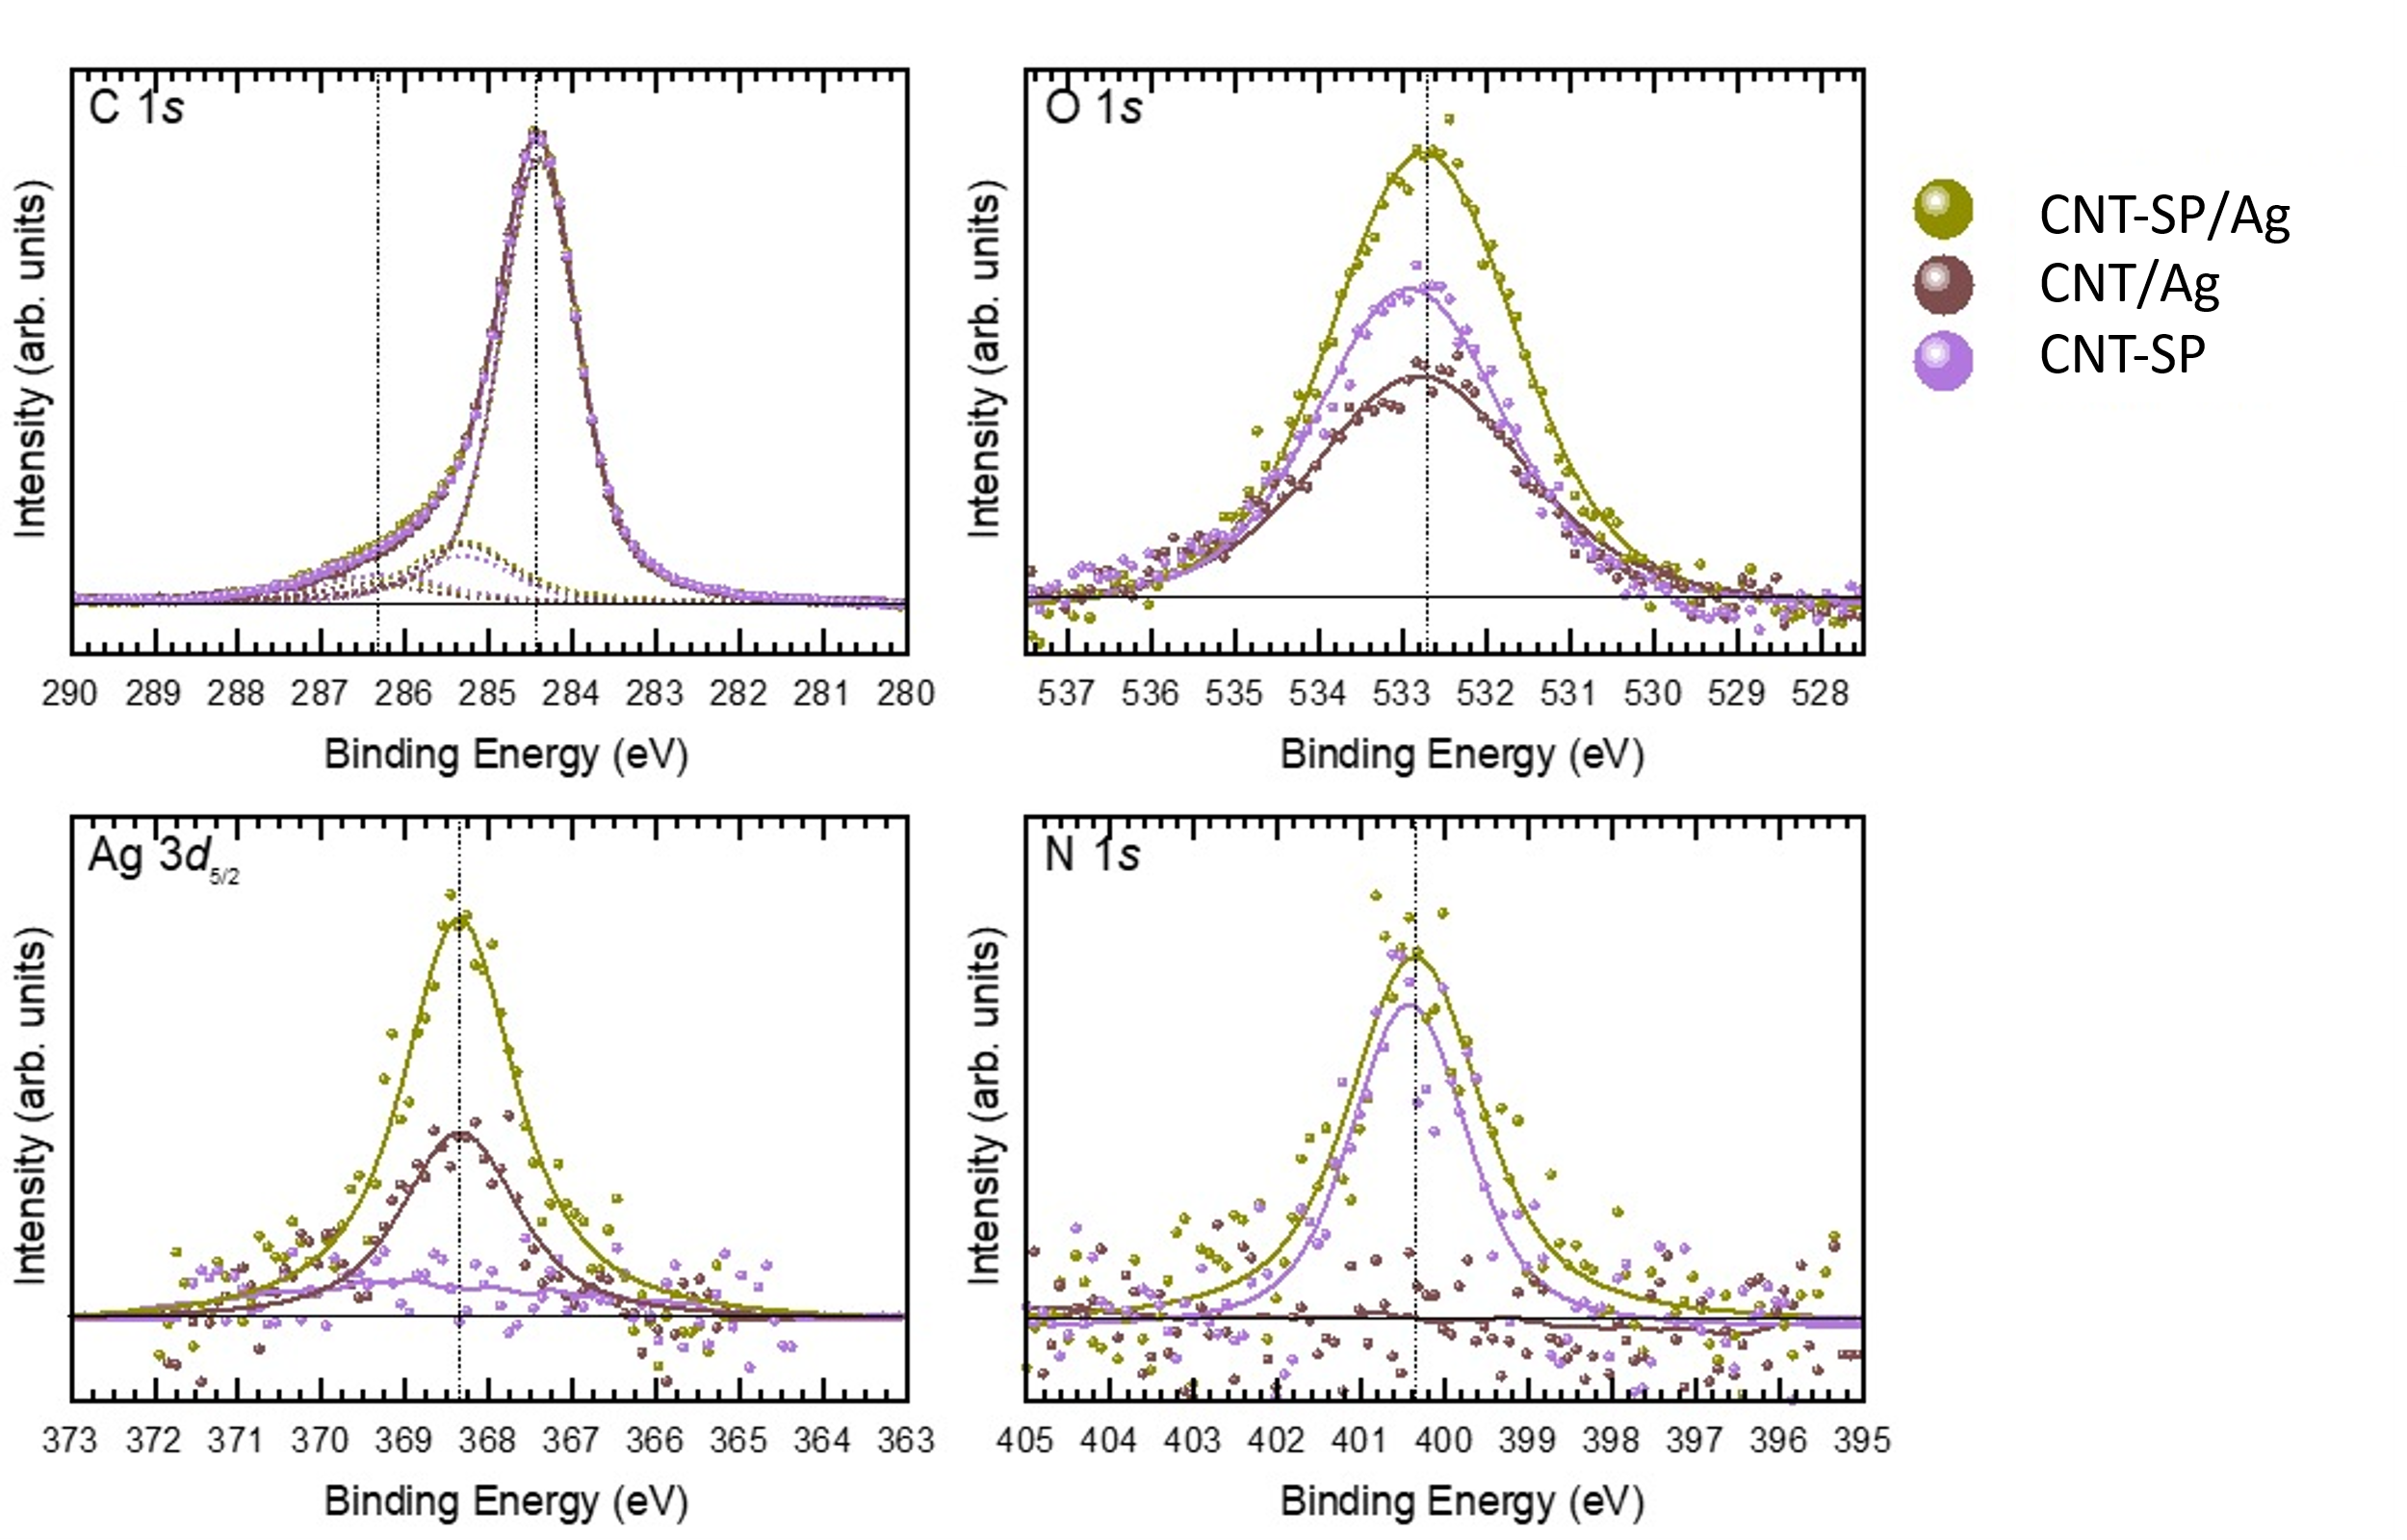 C 1s
Intensity (arb. units)
290 289 288 287 286 285 284 283 282 281 280
Binding Energy (eV)
O 1s
Intensity (arb. units)
537 536 535 534 533 532 531 530 529 528
Binding Energy (eV)
CNT-SP/Ag
CNT/Ag
CNT-SP
Ag 3d5/2
Intensity (arb. units)
373 372 371 370 369 368 367 366 365 364 363
Binding Energy (eV)
N 1s
Intensity (arb. units)
405 404 403 402 401 400 399 398 397 396 395
Binding Energy (eV)